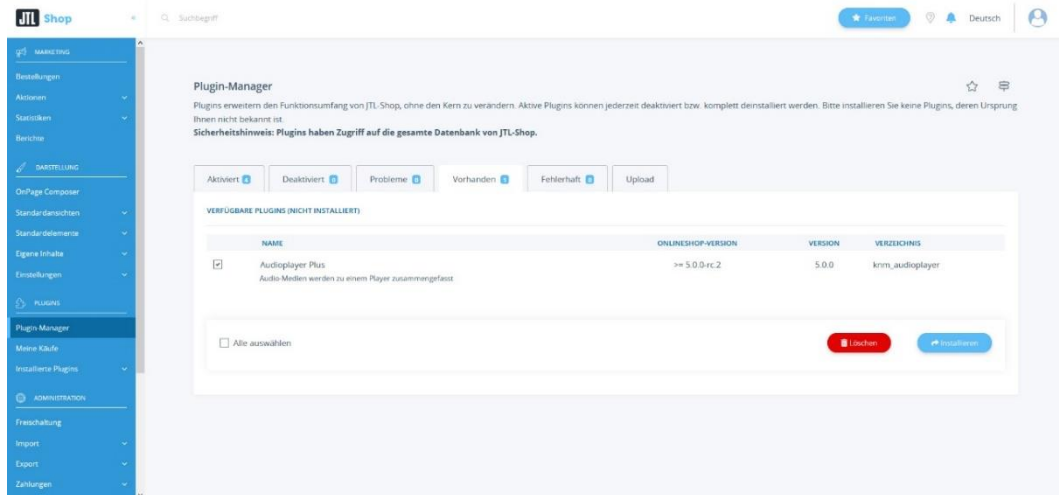 JTL Shop
Suchbegriff
Favoriten
Deutsch
MARKETING
Bestellungen
Aktionen
Statistiken
Berichte
DARSTELLUNG
OnPage Composer
Standardansichten
Standardelemente
Eigene Inhalte
Einstellungen
PLUGINS
Plugin-Manager
Meine Käufe
Installierte Plugins
ADMINISTRATION
Freischaltung
Import
Export
Zahlungen
Plugin-Manager
Plugins erweitern den Funktionsumfang von JTL-Shop, ohne den Kern zu verändern. Aktive Plugins können jederzeit deaktiviert bzw. komplett deinstalliert werden. Bitte installieren Sie keine Plugins, deren Ursprung
Ihnen nicht bekannt ist.
Sicherheitshinweis: Plugins haben Zugriff auf die gesamte Datenbank von JTL-Shop.
Aktiviert Deaktiviert Probleme Vorhanden Fehlerhaft Upload
VERFÜGBARE PLUGINS (NICHT INSTALLIERT)
NAME ONLINESHOP-VERSION VERSION VERZEICHNIS
Audioplayer Plus >= 5.0.0-rc.2 5.0.0 knm_audioplayer
Audio-Medien werden zu einem Player zusammengefasst
Alle auswählen Löschen Installieren